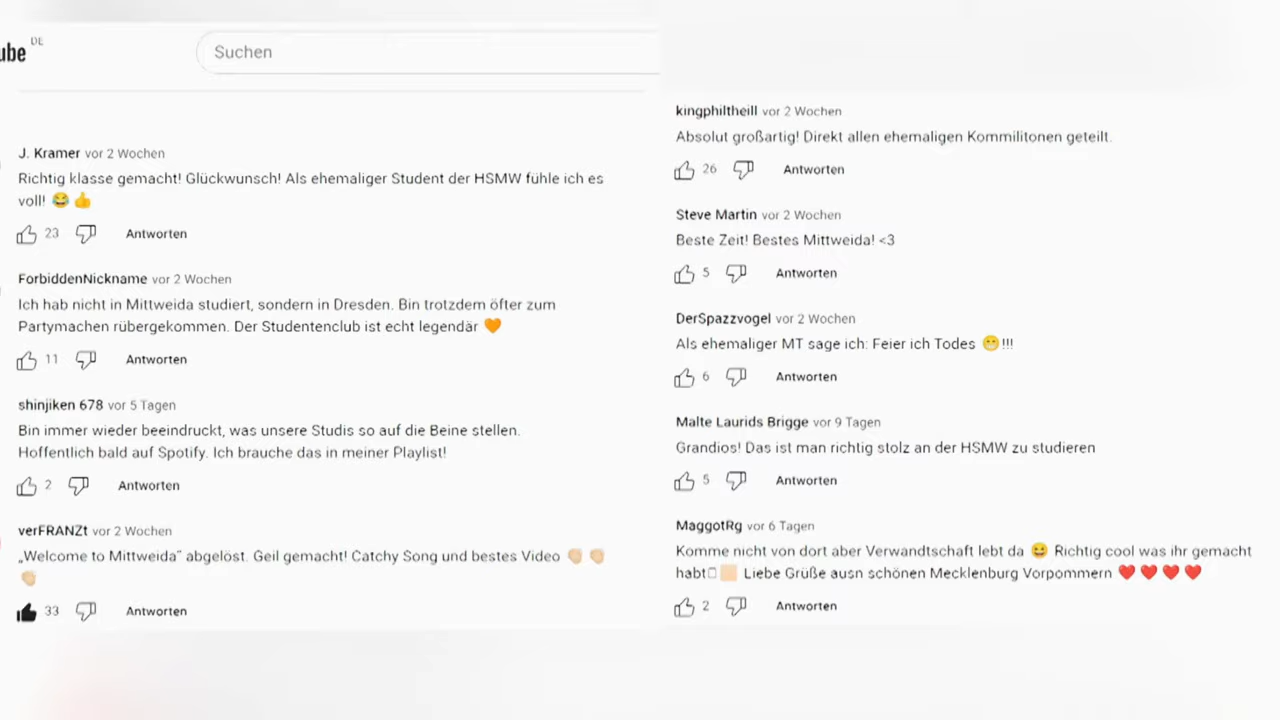 ube DE
Suchen
J. Kramer vor 2 Wochen
Richtig klasse gemacht! Glückwunsch! Als ehemaliger Student der HSMW fühle ich es
voll! 😂 👍
23 Antworten
ForbiddenNickname vor 2 Wochen
Ich hab nicht in Mittweida studiert, sondern in Dresden. Bin trotzdem öfter zum
Partymachen rübergekommen. Der Studentenclub ist echt legendär 🧡
11 Antworten
shinjiken 678 vor 5 Tagen
Bin immer wieder beeindruckt, was unsere Studis so auf die Beine stellen.
Hoffentlich bald auf Spotify. Ich brauche das in meiner Playlist!
2 Antworten
verFRANZt vor 2 Wochen
„Welcome to Mittweida“ abgelöst. Geil gemacht! Catchy Song und bestes Video 👏🏼 👏🏼
👏🏼
33 Antworten
kingphiltheill vor 2 Wochen
Absolut großartig! Direkt allen ehemaligen Kommilitonen geteilt.
26 Antworten
Steve Martin vor 2 Wochen
Beste Zeit! Bestes Mittweida! <3
5 Antworten
DerSpazzvogel vor 2 Wochen
Als ehemaliger MT sage ich: Feier ich Todes 😁!!!
6 Antworten
Malte Laurids Brigge vor 9 Tagen
Grandios! Das ist man richtig stolz an der HSMW zu studieren
5 Antworten
MaggotRg vor 6 Tagen
Komme nicht von dort aber Verwandtschaft lebt da 😀 Richtig cool was ihr gemacht
habt▯🏼 Liebe Grüße ausn schönen Mecklenburg Vorpommern ❤️ ❤️ ❤️ ❤️
2 Antworten